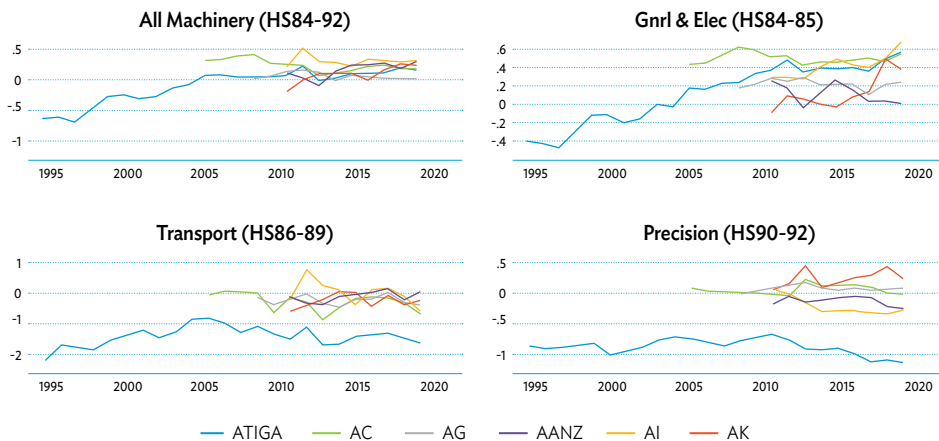 All Machinery (HS84-92)
.5
0
-.5
-1
1995 2000 2005 2010 2015 2020
Gnrl & Elec (HS84-85)
.6
.4
.2
0
-.2
-.4
1995 2000 2005 2010 2015 2020
Transport (HS86-89)
1
0
-1
-2
1995 2000 2005 2010 2015 2020
Precision (HS90-92)
.5
0
-.5
-1
1995 2000 2005 2010 2015 2020
ATIGA AC AG AANZ AI AK